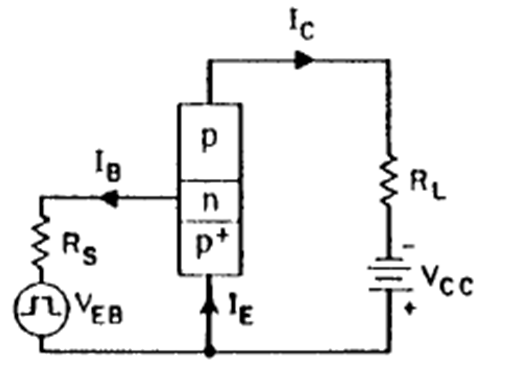 I_C
p
I_B
n
R_L
R_S
p⁺
-
V_EB
I_E
V_CC
+